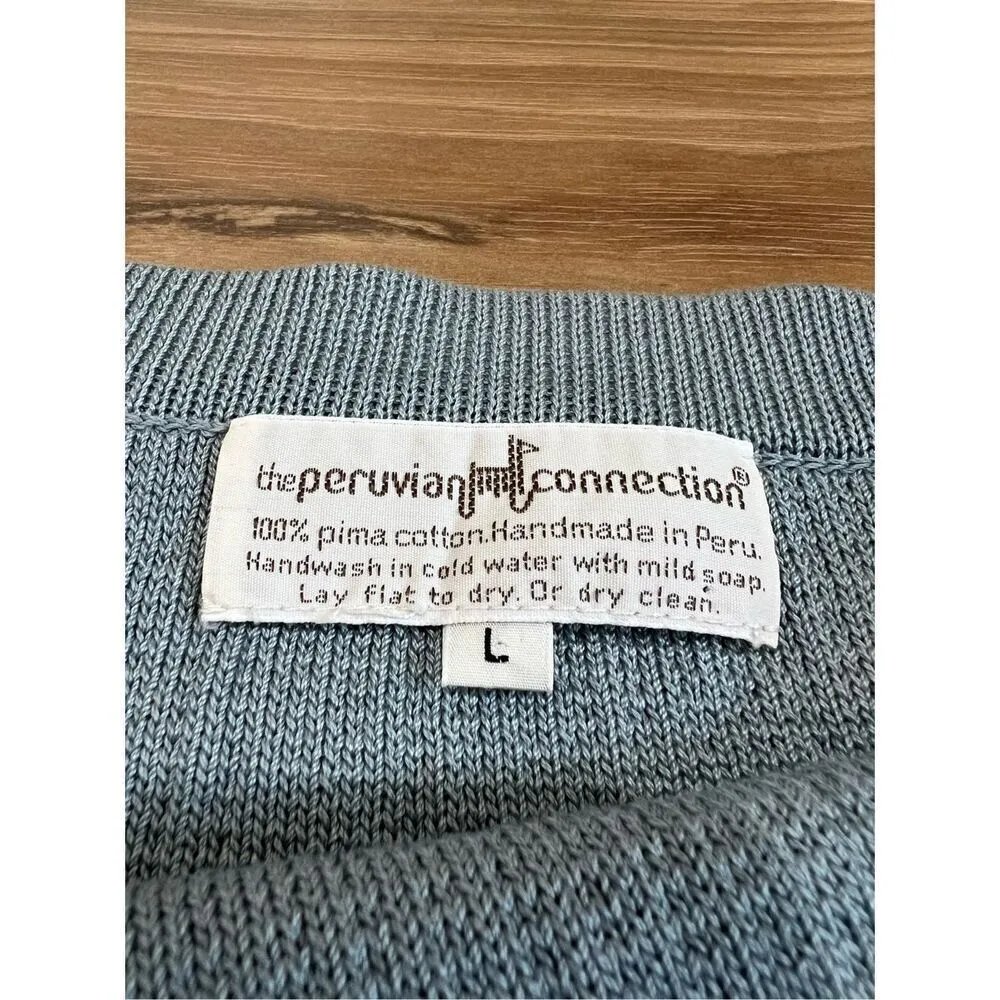 the peruvian connection®
100% pima cotton. Handmade in Peru.
Handwash in cold water with mild soap.
Lay flat to dry. Or dry clean.
L